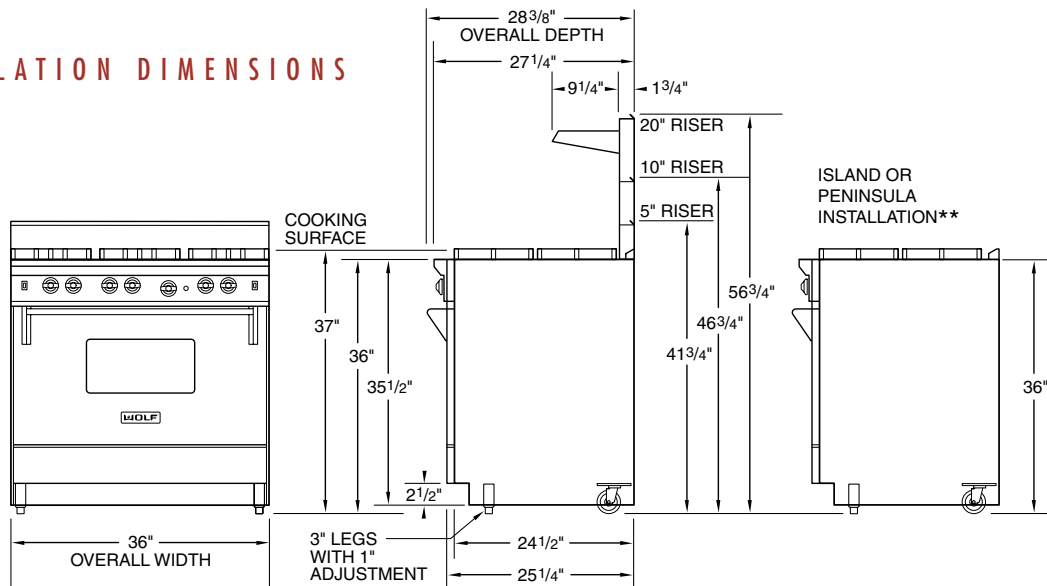 LATION DIMENSIONS
28 3/8"
OVERALL DEPTH
27 1/4"
9 1/4"
1 3/4"
20" RISER
10" RISER
5" RISER
ISLAND OR
PENINSULA
INSTALLATION**
COOKING
SURFACE
37"
36"
35 1/2"
56 3/4"
46 3/4"
41 3/4"
36"
WOLF
2 1/2"
36"
OVERALL WIDTH
3" LEGS
WITH 1"
ADJUSTMENT
24 1/2"
25 1/4"